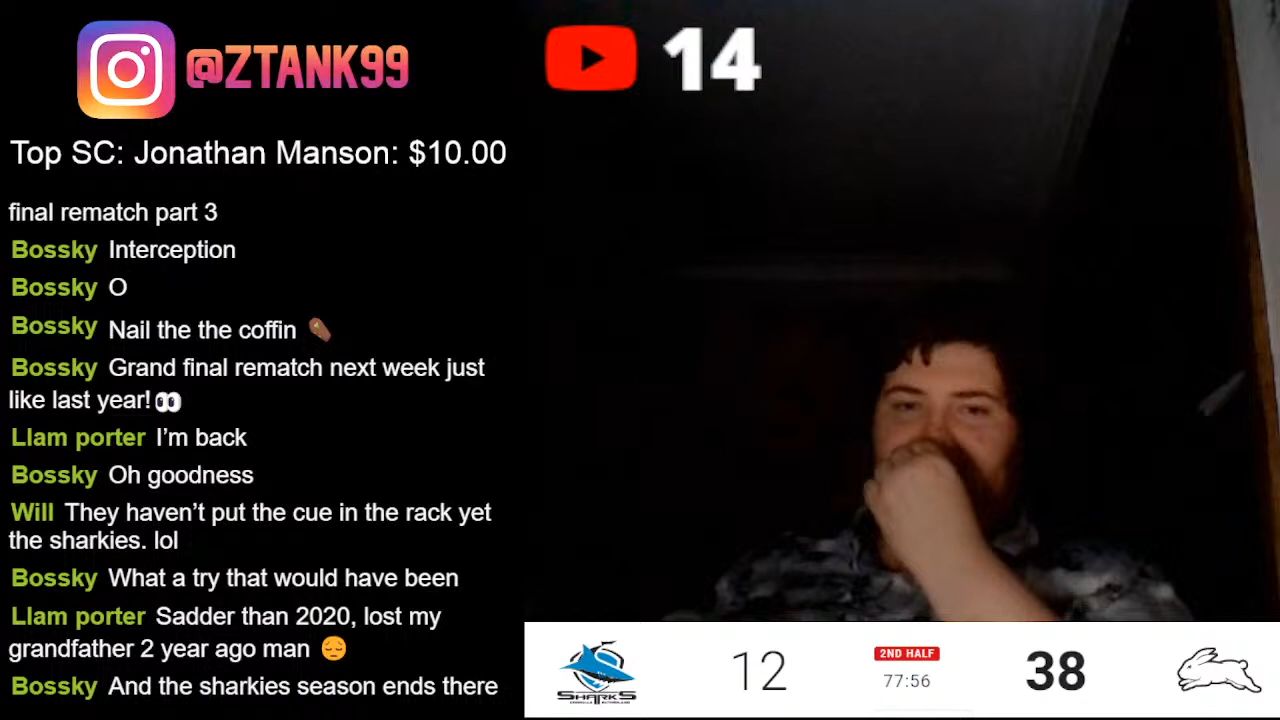 @ZTANK99
14
Top SC: Jonathan Manson: $10.00
final rematch part 3
Bossky Interception
Bossky O
Bossky Nail the the coffin ⚰️
Bossky Grand final rematch next week just
like last year!👀
Llam porter I’m back
Bossky Oh goodness
Will They haven’t put the cue in the rack yet
the sharkies. lol
Bossky What a try that would have been
Llam porter Sadder than 2020, lost my
grandfather 2 year ago man 😔
Bossky And the sharkies season ends there
SHARKS
12
2ND HALF
77:56
38